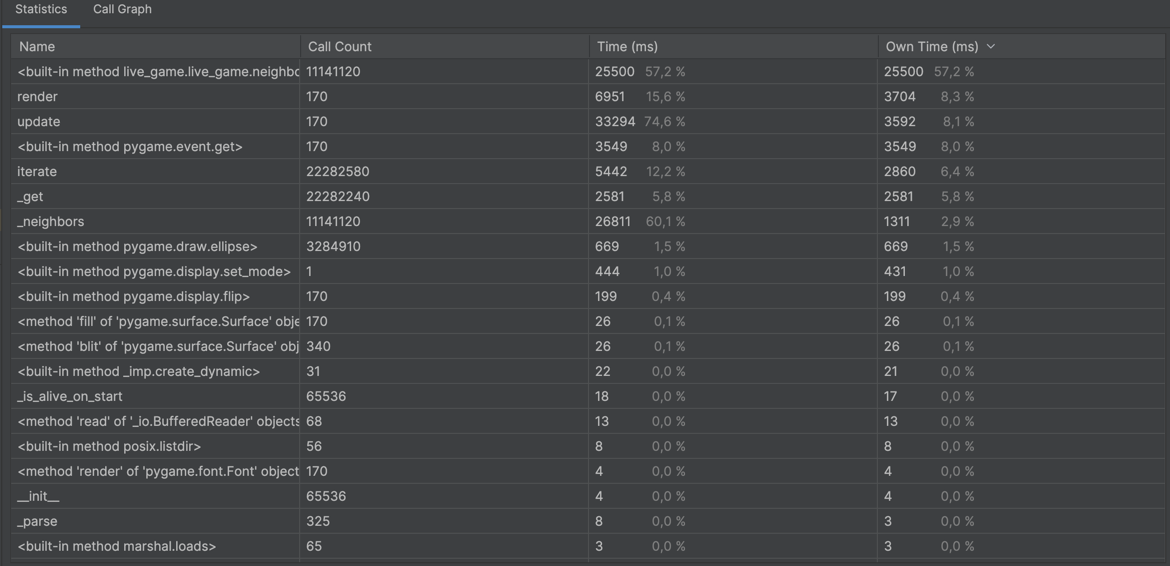 Statistics Call Graph
Name Call Count Time (ms) Own Time (ms)
<built-in method live_game.live_game.neighbo 11141120 25500 57,2 % 25500 57,2 %
render 170 6951 15,6 % 3704 8,3 %
update 170 33294 74,6 % 3592 8,1 %
<built-in method pygame.event.get> 170 3549 8,0 % 3549 8,0 %
iterate 22282580 5442 12,2 % 2860 6,4 %
_get 22282240 2581 5,8 % 2581 5,8 %
_neighbors 11141120 26811 60,1 % 1311 2,9 %
<built-in method pygame.draw.ellipse> 3284910 669 1,5 % 669 1,5 %
<built-in method pygame.display.set_mode> 1 444 1,0 % 431 1,0 %
<built-in method pygame.display.flip> 170 199 0,4 % 199 0,4 %
<method 'fill' of 'pygame.surface.Surface' obje 170 26 0,1 % 26 0,1 %
<method 'blit' of 'pygame.surface.Surface' obj 340 26 0,1 % 26 0,1 %
<built-in method _imp.create_dynamic> 31 22 0,0 % 21 0,0 %
_is_alive_on_start 65536 18 0,0 % 17 0,0 %
<method 'read' of '_io.BufferedReader' objects 68 13 0,0 % 13 0,0 %
<built-in method posix.listdir> 56 8 0,0 % 8 0,0 %
<method 'render' of 'pygame.font.Font' object 170 4 0,0 % 4 0,0 %
__init__ 65536 4 0,0 % 4 0,0 %
_parse 325 8 0,0 % 3 0,0 %
<built-in method marshal.loads> 65 3 0,0 % 3 0,0 %